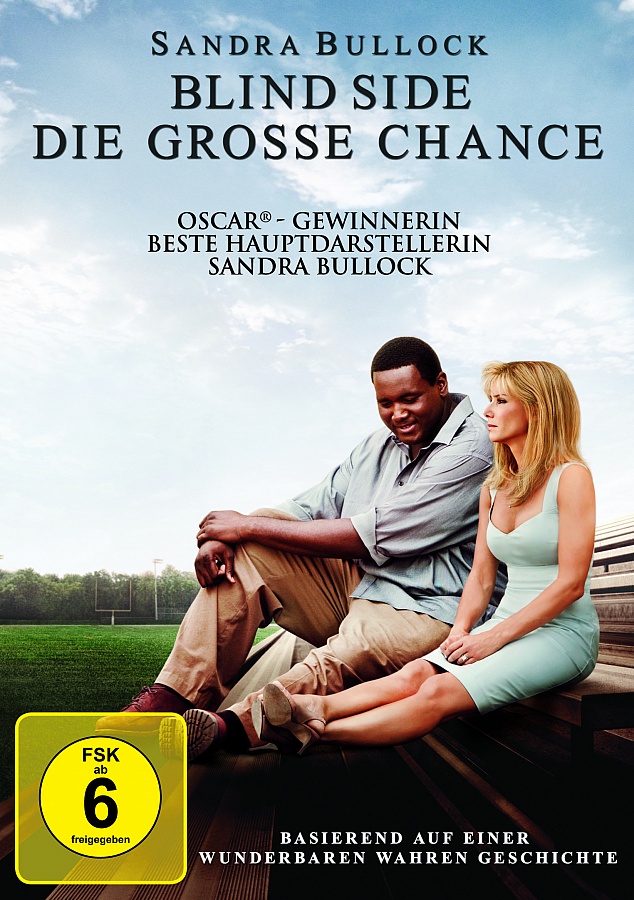 SANDRA BULLOCK
BLIND SIDE
DIE GROSSE CHANCE
OSCAR® - GEWINNERIN
BESTE HAUPTDARSTELLERIN
SANDRA BULLOCK
FSK
ab
6
freigegeben
BASIEREND AUF EINER
WUNDERBAREN WAHREN GESCHICHTE